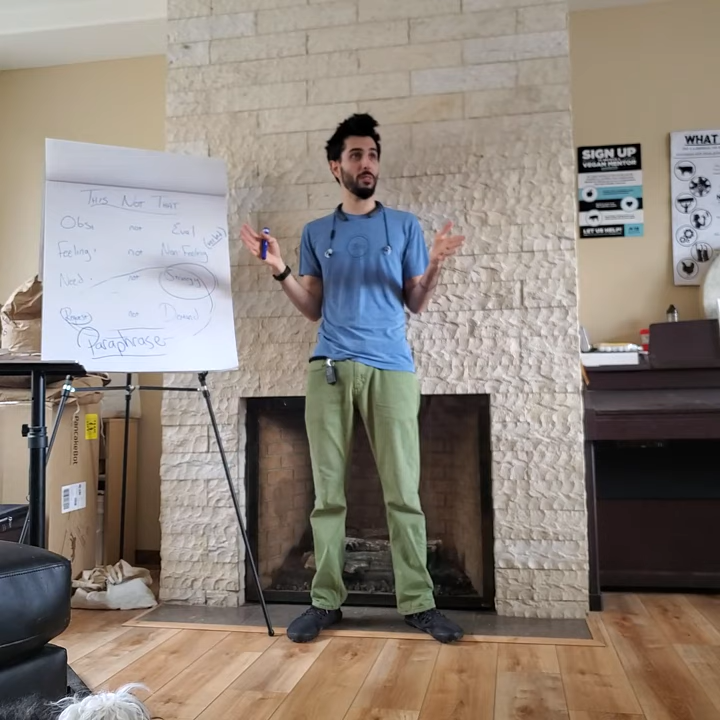 This Not That
Obs. not Eval
Feeling. not Non-Feeling
Need. not Strategy
Request not Demand
Paraphrase
PancakeBot
SIGN UP
VEGAN MENTOR
LET US HELP!
WHAT